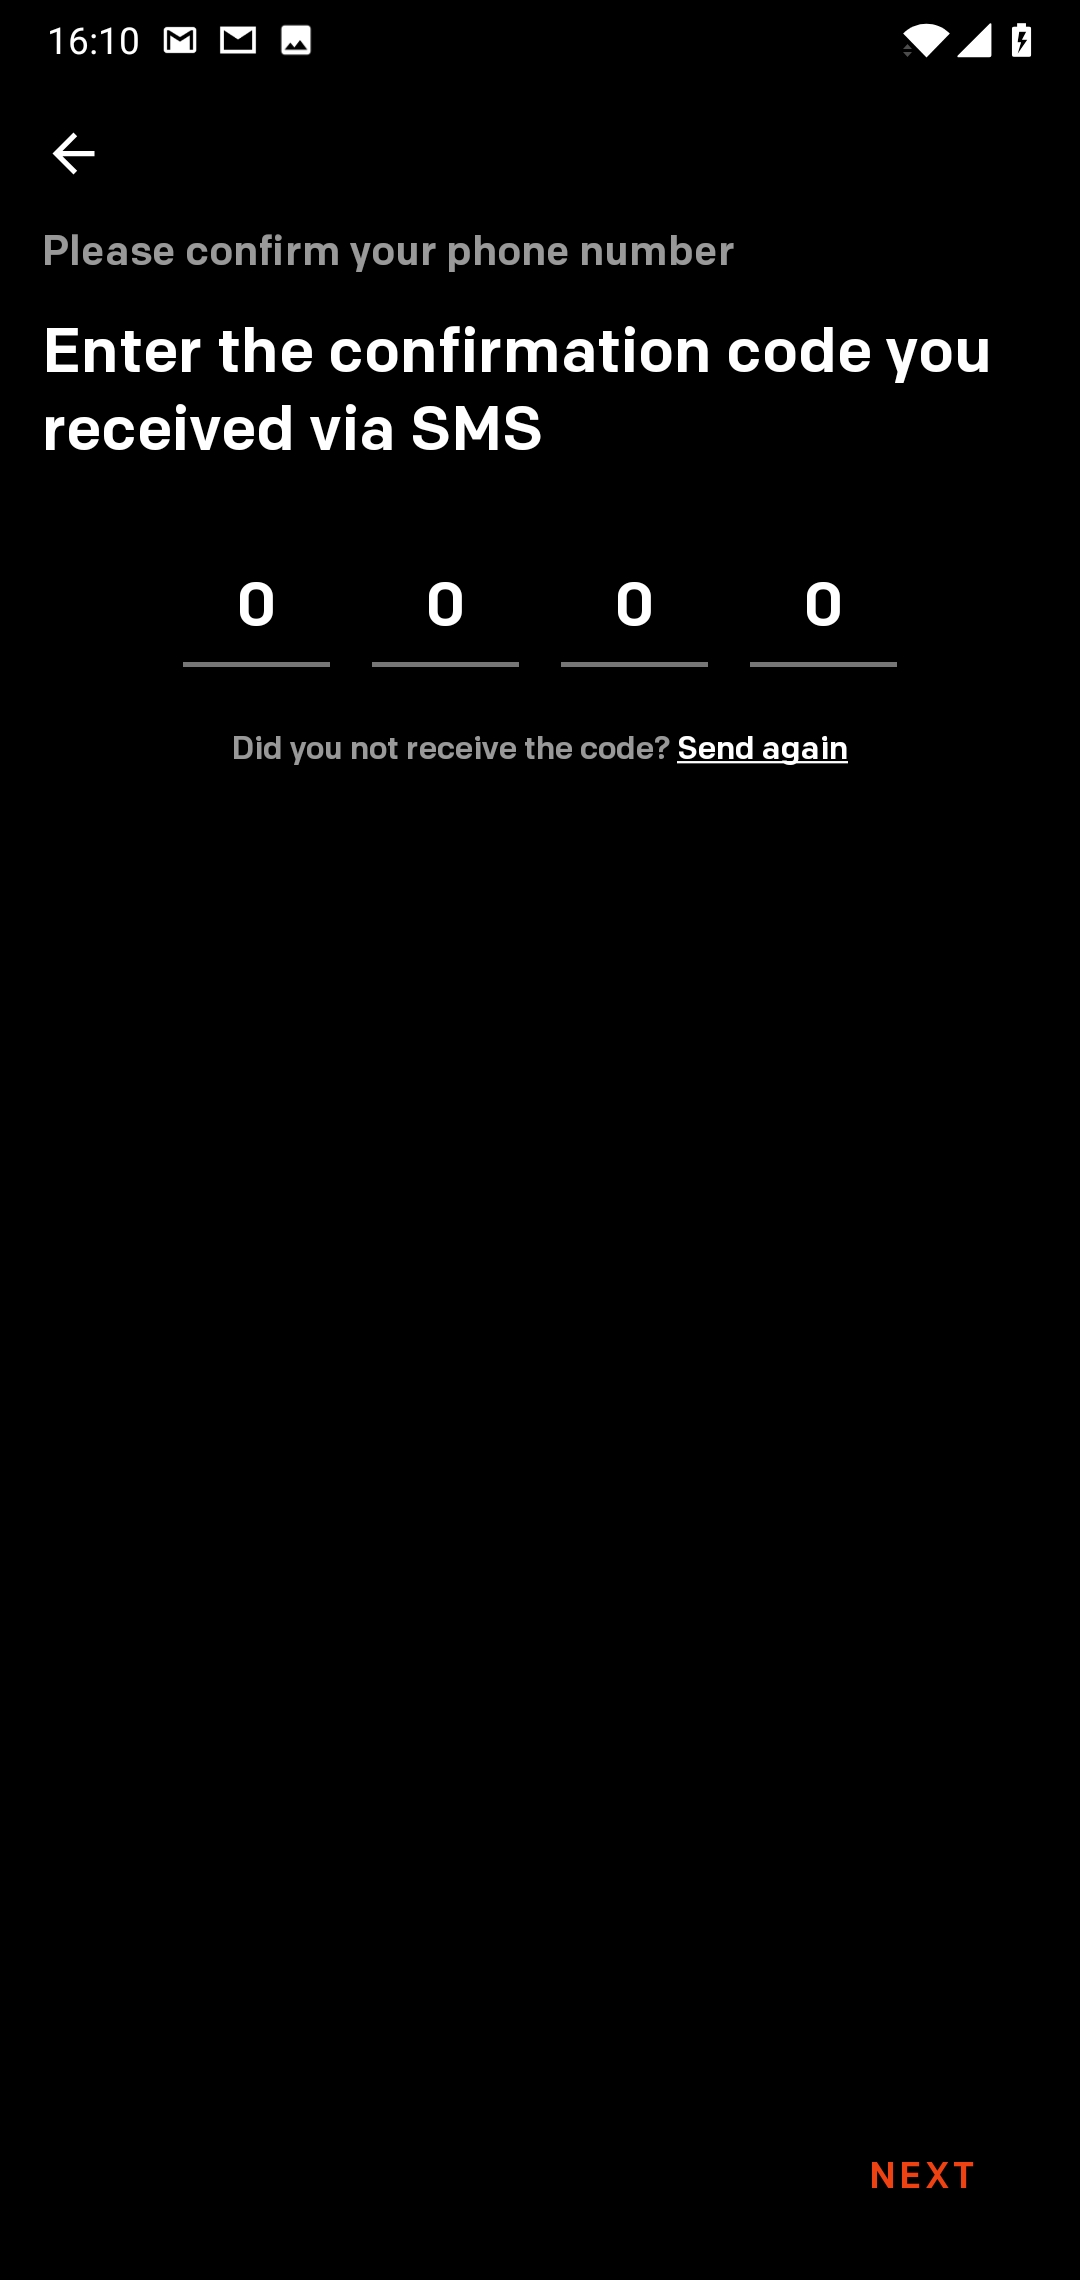 16:10
Please confirm your phone number
Enter the confirmation code you
received via SMS
0 0 0 0
Did you not receive the code? Send again
NEXT